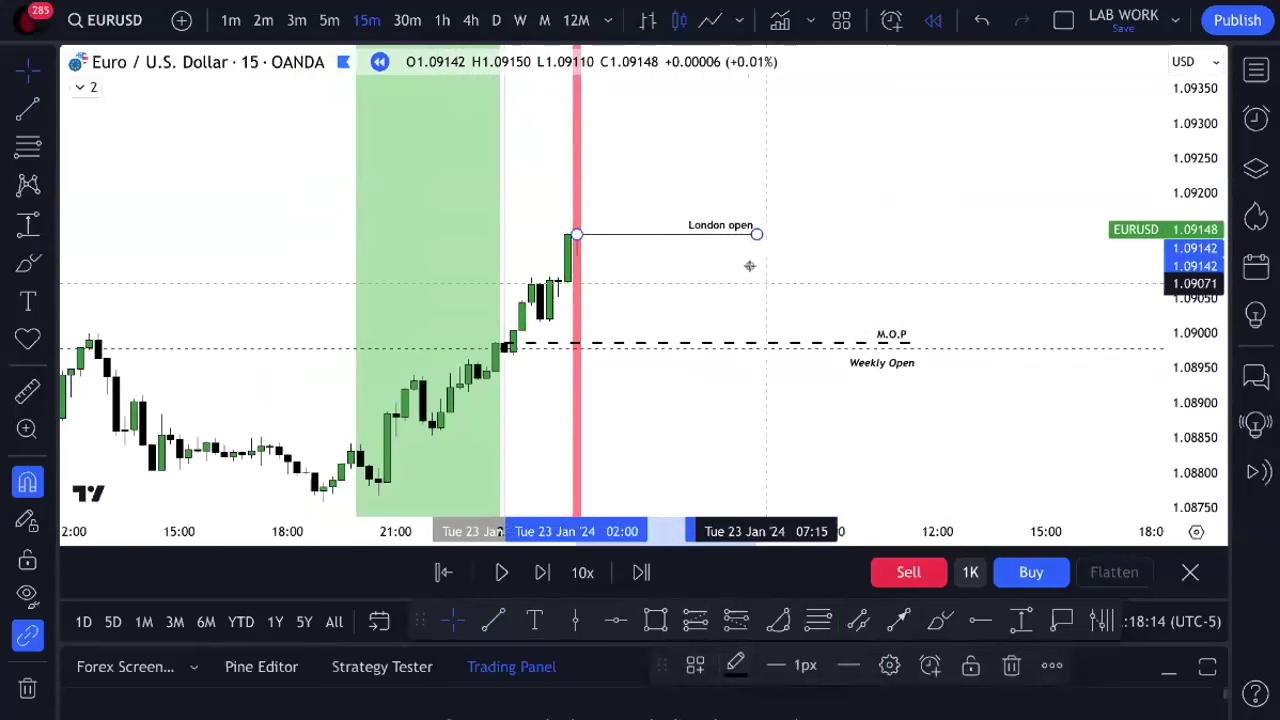 285
EURUSD
1m 2m 3m 5m 15m 30m 1h 4h D W M 12M
LAB WORK
Save
Publish
Euro / U.S. Dollar · 15 · OANDA
O1.09142 H1.09150 L1.09110 C1.09148 +0.00006 (+0.01%)
USD
2
1.09350
1.09300
1.09250
1.09200
London open
EURUSD 1.09148
1.09142
1.09142
1.09071
1.09050
M.O.P
1.09000
Weekly Open
1.08950
1.08900
1.08850
1.08800
1.08750
2:00 15:00 18:00 21:00 Tue 23 Jan Tue 23 Jan '24 02:00 Tue 23 Jan '24 07:15 0 12:00 15:00 18:0
10x
Sell 1K Buy Flatten
1D 5D 1M 3M 6M YTD 1Y 5Y All
:18:14 (UTC-5)
Forex Screen... Pine Editor Strategy Tester Trading Panel
1px